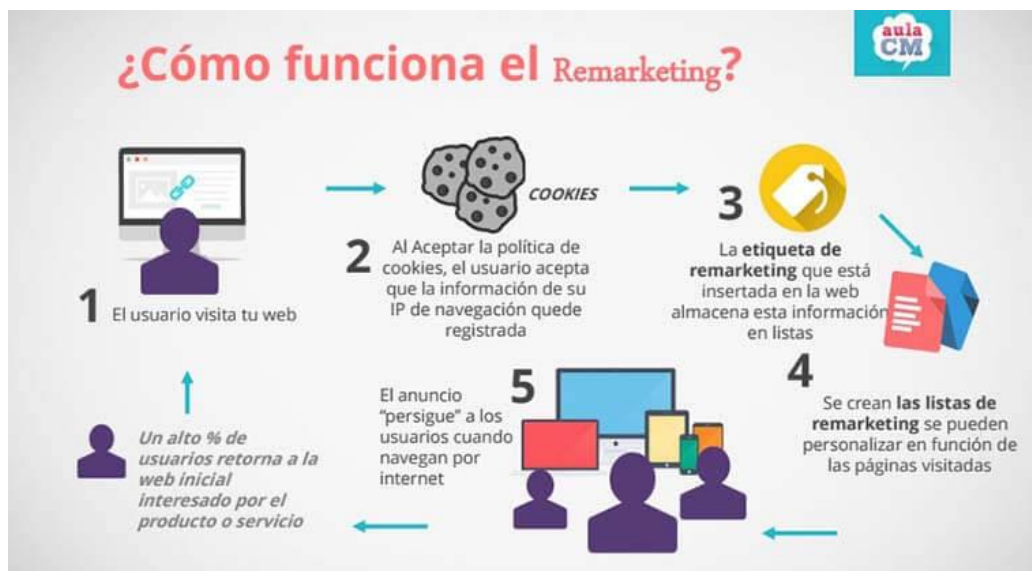 ¿Cómo funciona el Remarketing?
aula
CM
1
El usuario visita tu web
COOKIES
2
Al Aceptar la política de
cookies, el usuario acepta
que la información de su
IP de navegación quede
registrada
3
La etiqueta de
remarketing que está
insertada en la web
almacena esta información
en listas
4
Se crean las listas de
remarketing se pueden
personalizar en función de
las páginas visitadas
5
El anuncio
“persigue” a los
usuarios cuando
navegan por
internet
Un alto % de
usuarios retorna a la
web inicial
interesado por el
producto o servicio